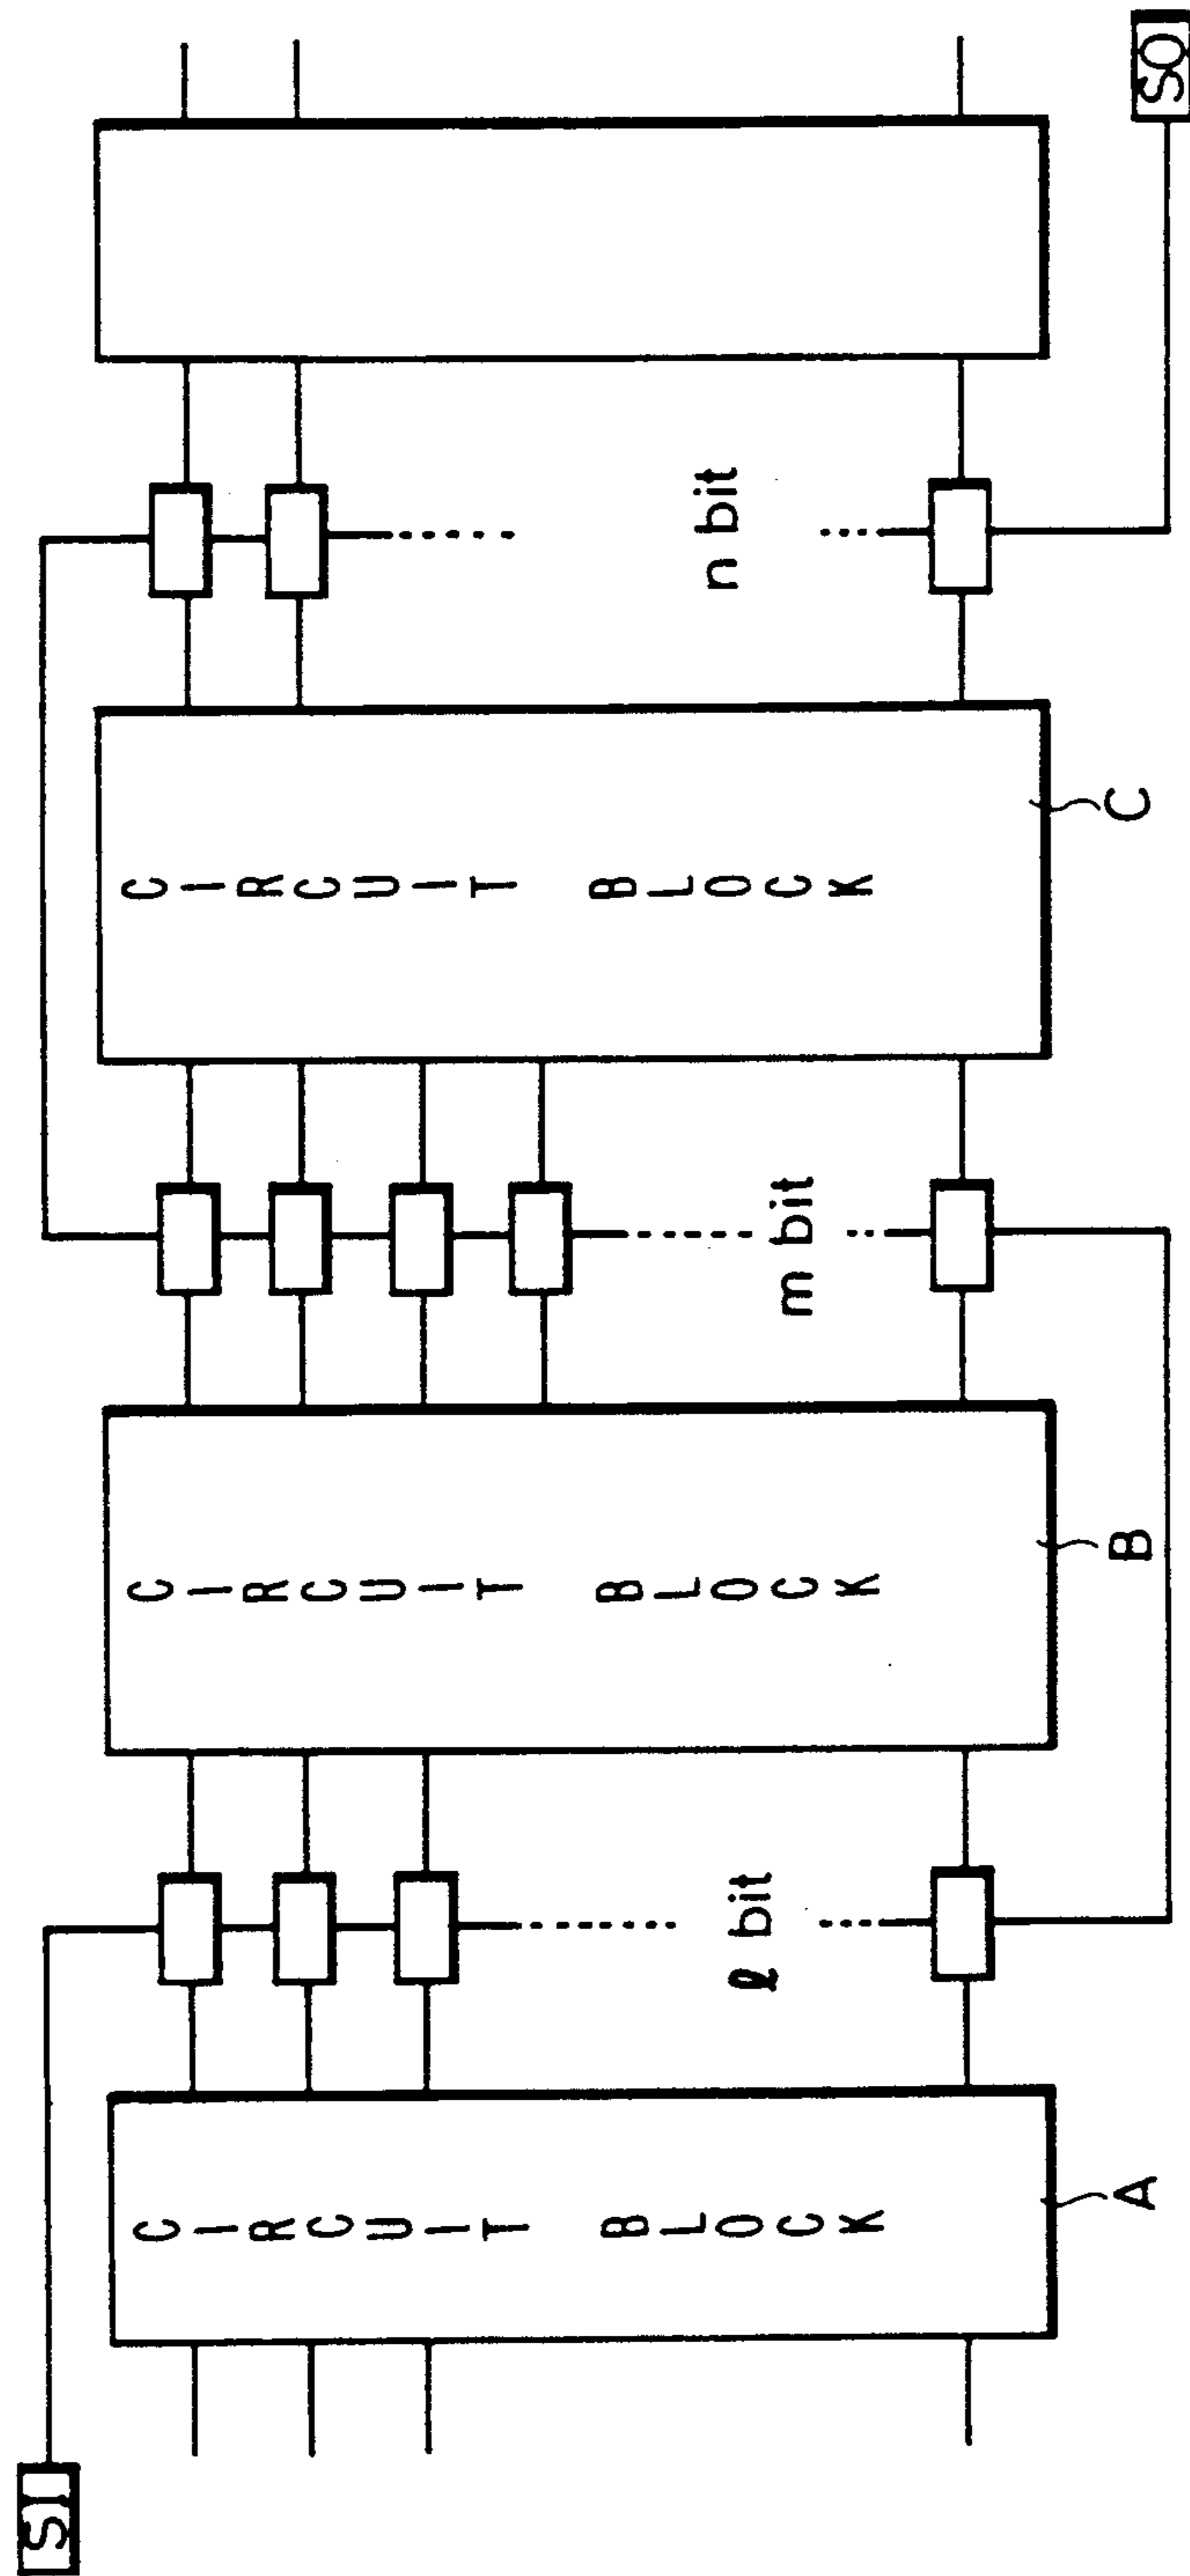 SI
CIRCUIT BLOCK
A
ℓ bit
CIRCUIT BLOCK
B
m bit
CIRCUIT BLOCK
C
n bit
SO